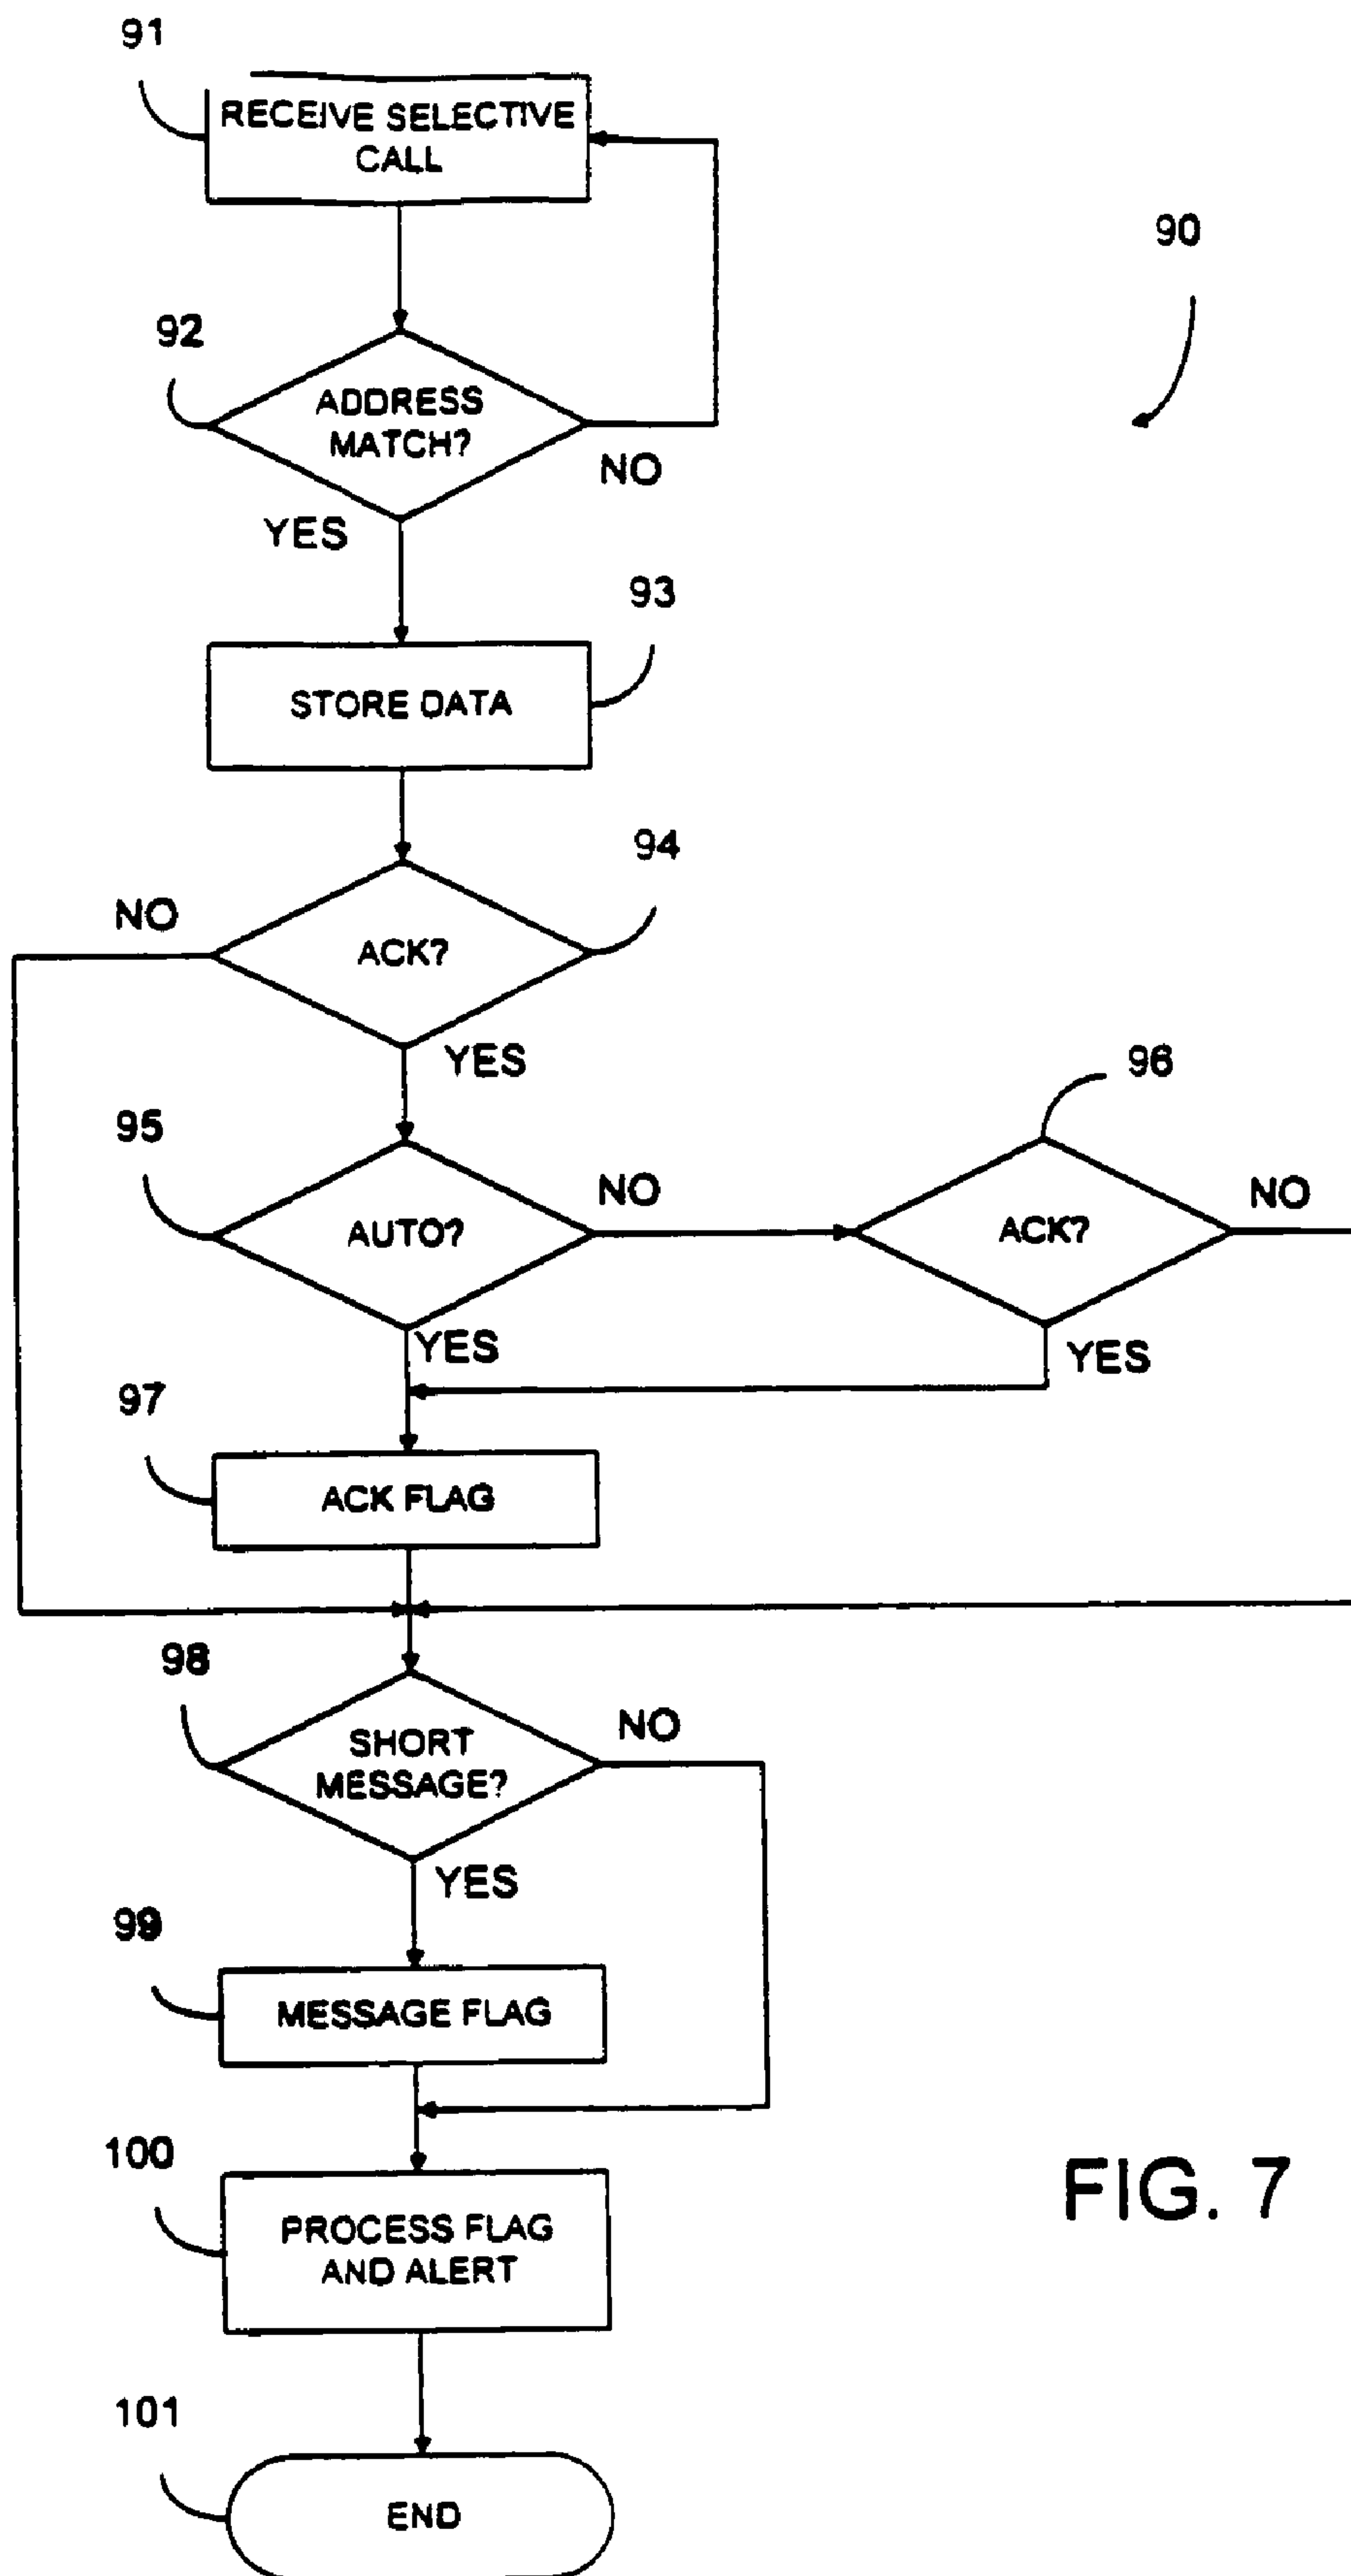 91
RECEIVE SELECTIVE
CALL
90
92
ADDRESS
MATCH?
NO
YES
93
STORE DATA
94
NO
ACK?
YES
96
95
NO
NO
AUTO?
ACK?
YES
YES
97
ACK FLAG
98
NO
SHORT
MESSAGE?
YES
99
MESSAGE FLAG
100
PROCESS FLAG
AND ALERT
FIG. 7
101
END